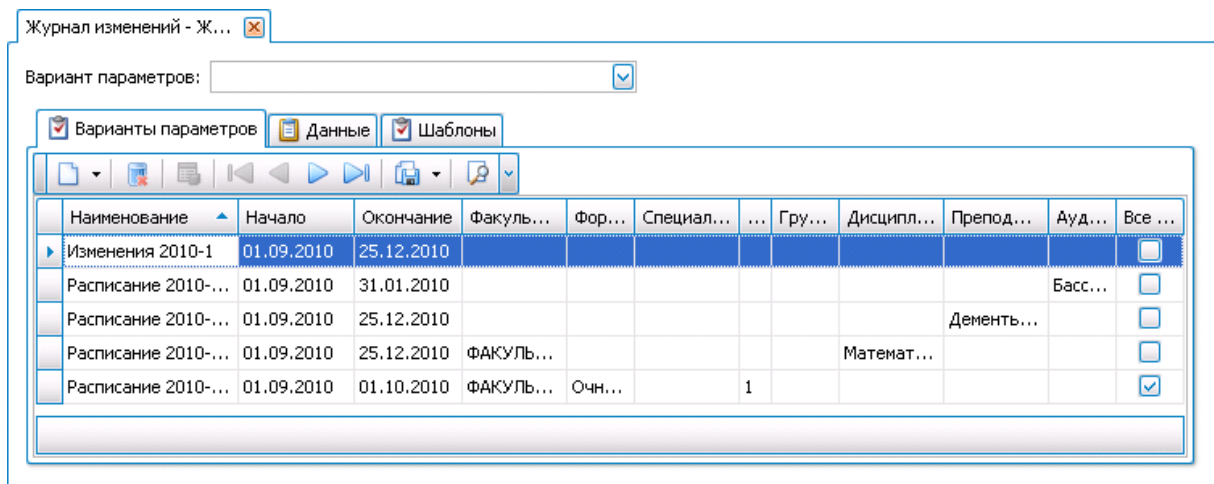 Журнал изменений - Ж...
Вариант параметров:
Варианты параметров Данные Шаблоны
Наименование Начало Окончание Факуль... Фор... Специал... ... Гру... Дисципл... Препод... Ауд... Все ...
Изменения 2010-1 01.09.2010 25.12.2010
Расписание 2010-... 01.09.2010 31.01.2010 Басс...
Расписание 2010-... 01.09.2010 25.12.2010 Дементь...
Расписание 2010-... 01.09.2010 25.12.2010 ФАКУЛЬ... Математ...
Расписание 2010-... 01.09.2010 01.10.2010 ФАКУЛЬ... Очн... 1